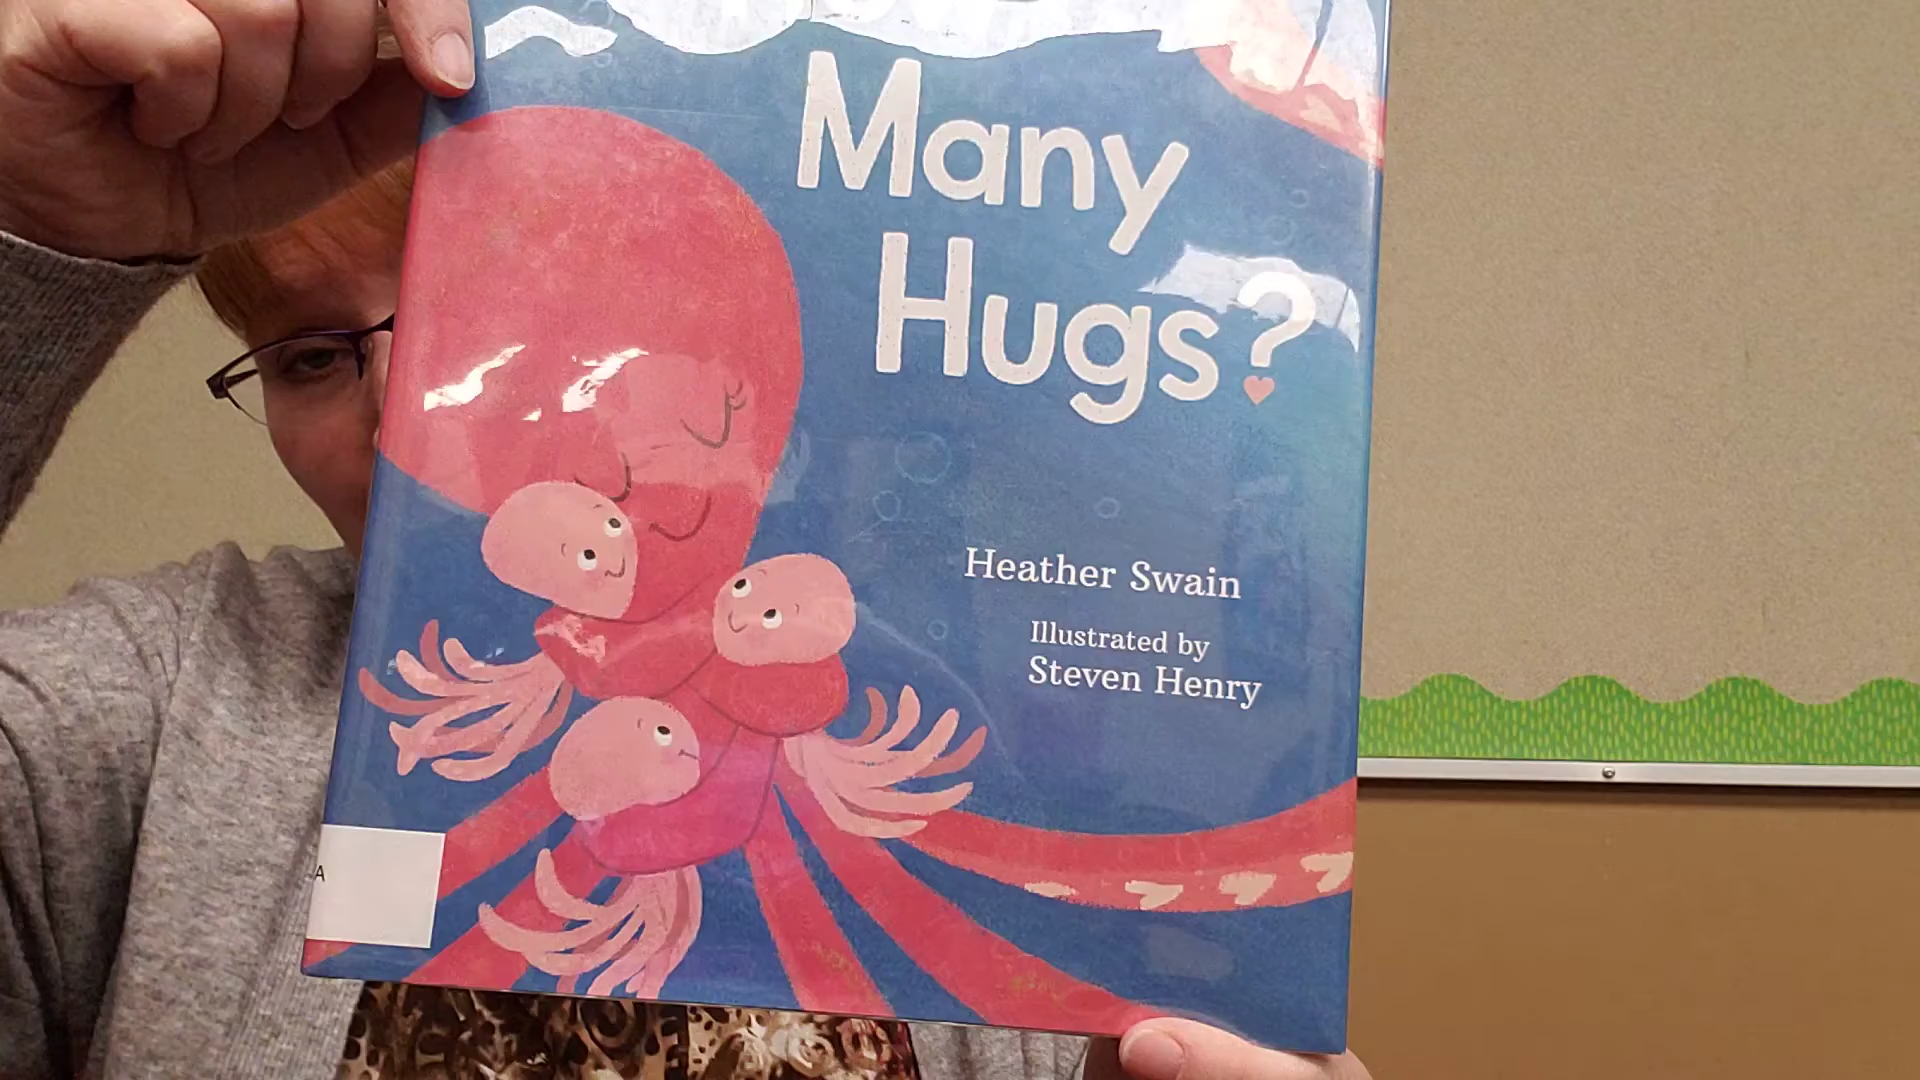 Many
Hugs?
Heather Swain
Illustrated by
Steven Henry
A